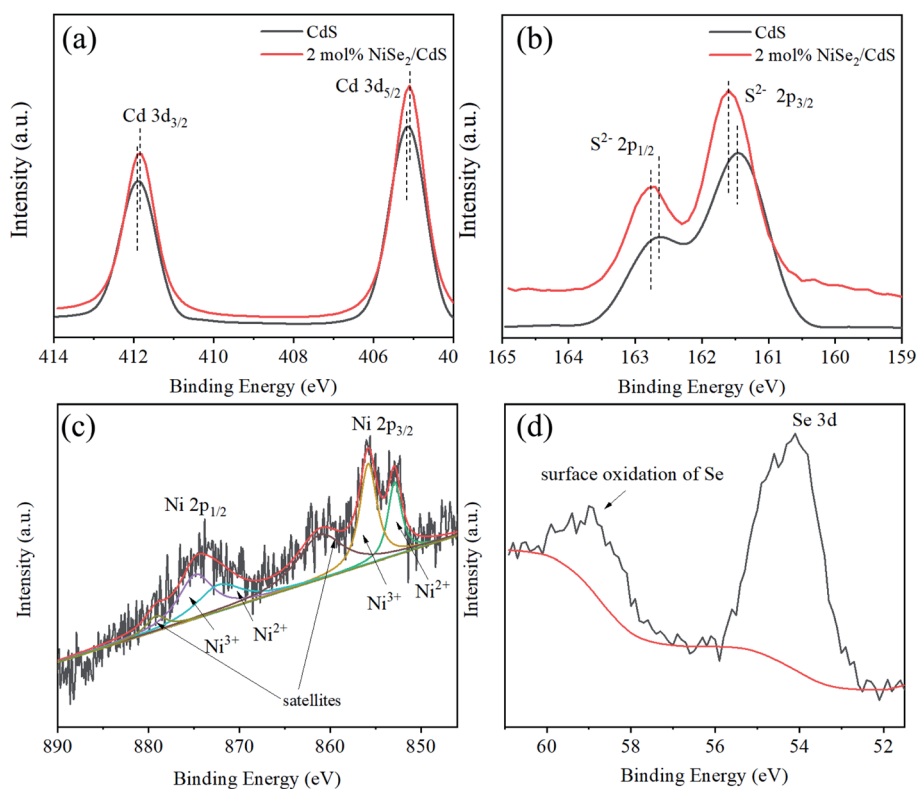 (a)
CdS
2 mol% NiSe₂/CdS
Cd 3d₅/₂
Cd 3d₃/₂
Intensity (a.u.)
414 412 410 408 406 40
Binding Energy (eV)
(b)
CdS
2 mol% NiSe₂/CdS
S²⁻ 2p₃/₂
S²⁻ 2p₁/₂
Intensity (a.u.)
165 164 163 162 161 160 159
Binding Energy (eV)
(c)
Ni 2p₃/₂
Ni 2p₁/₂
Ni²⁺
Ni³⁺
Ni³⁺
Ni²⁺
satellites
Intensity (a.u.)
890 880 870 860 850
Binding Energy (eV)
(d)
Se 3d
surface oxidation of Se
Intensity (a.u.)
60 58 56 54 52
Binding Energy (eV)